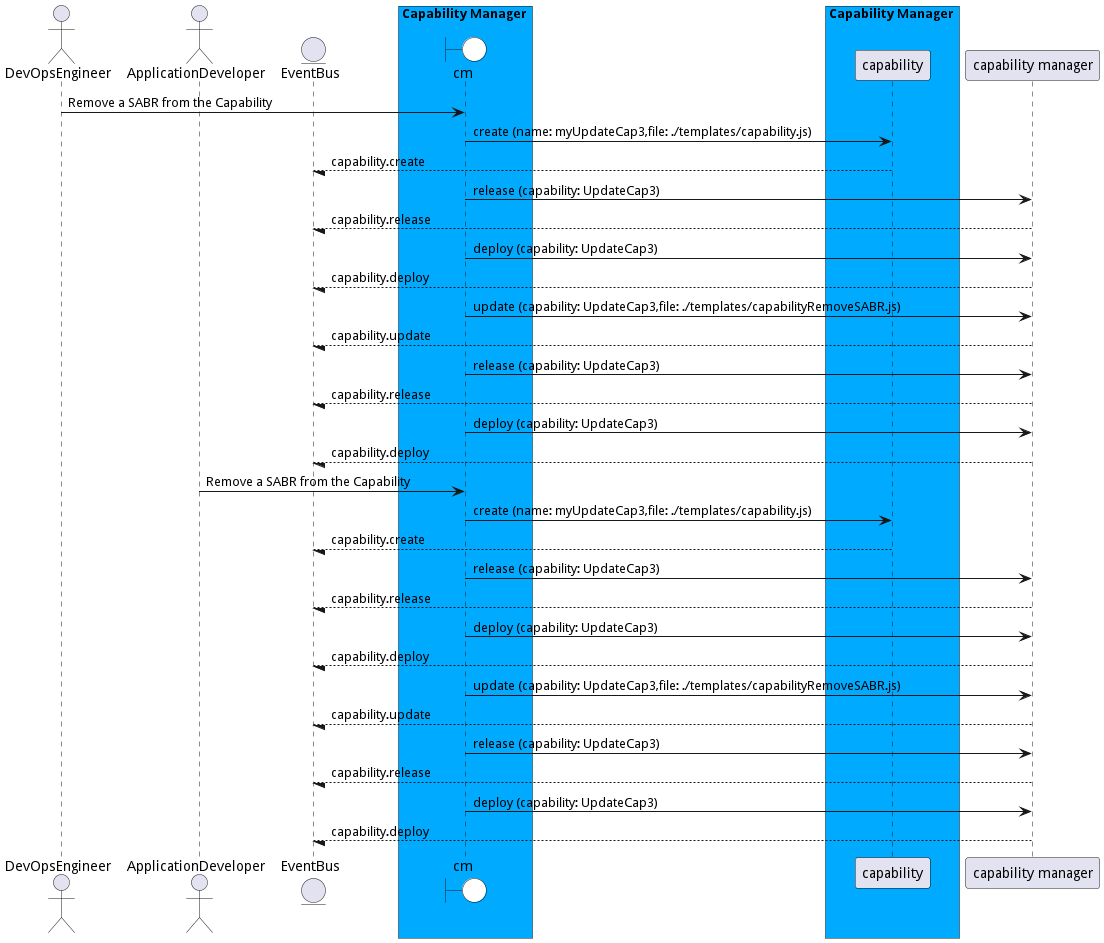 Capability Manager
Capability Manager
DevOpsEngineer
ApplicationDeveloper
EventBus
cm
capability
capability manager
Remove a SABR from the Capability
create (name: myUpdateCap3,file: ./templates/capability.js)
capability.create
release (capability: UpdateCap3)
capability.release
deploy (capability: UpdateCap3)
capability.deploy
update (capability: UpdateCap3,file: ./templates/capabilityRemoveSABR.js)
capability.update
release (capability: UpdateCap3)
capability.release
deploy (capability: UpdateCap3)
capability.deploy
Remove a SABR from the Capability
create (name: myUpdateCap3,file: ./templates/capability.js)
capability.create
release (capability: UpdateCap3)
capability.release
deploy (capability: UpdateCap3)
capability.deploy
update (capability: UpdateCap3,file: ./templates/capabilityRemoveSABR.js)
capability.update
release (capability: UpdateCap3)
capability.release
deploy (capability: UpdateCap3)
capability.deploy
DevOpsEngineer
ApplicationDeveloper
EventBus
cm
capability
capability manager